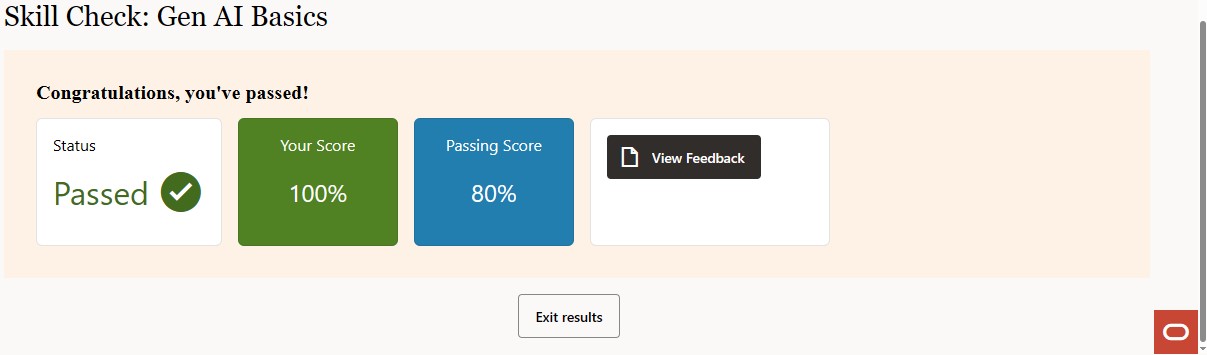 Skill Check: Gen AI Basics
Congratulations, you've passed!
Status
Passed
Your Score
100%
Passing Score
80%
View Feedback
Exit results